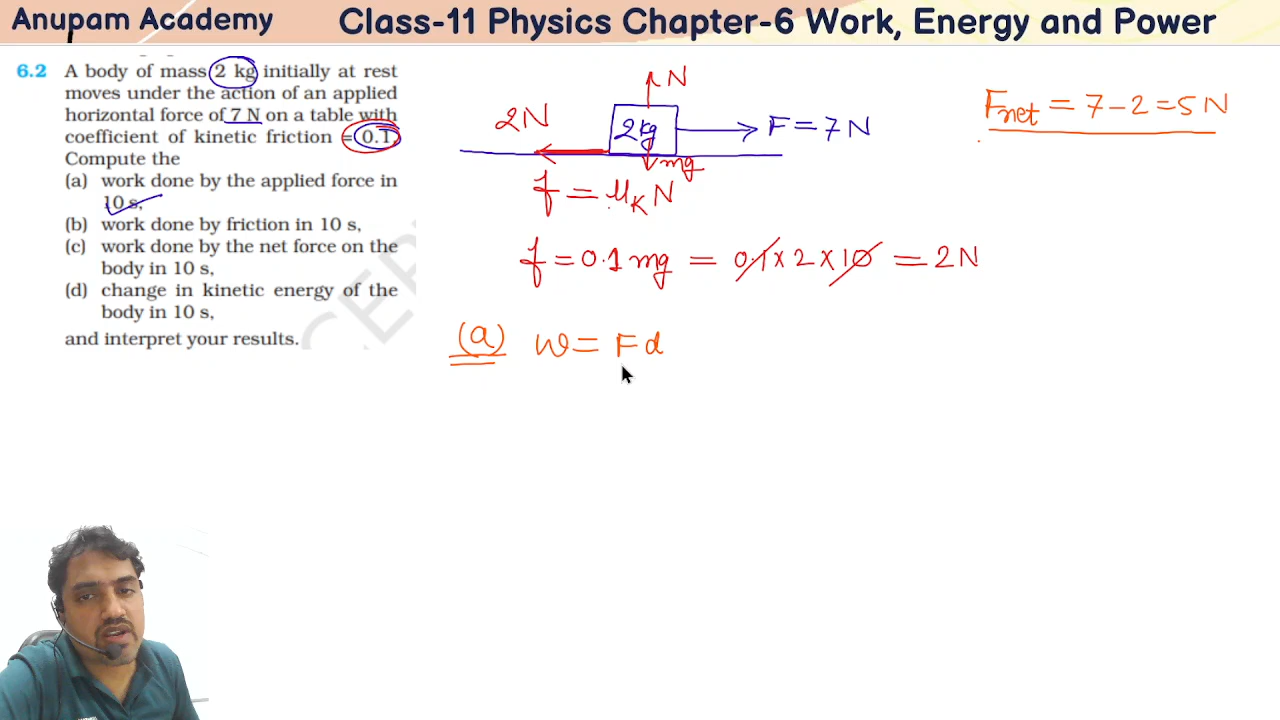 Anupam Academy
Class-11 Physics Chapter-6 Work, Energy and Power
6.2 A body of mass 2 kg initially at rest
moves under the action of an applied
horizontal force of 7 N on a table with
coefficient of kinetic friction = 0.1.
Compute the
(a) work done by the applied force in
10 s,
(b) work done by friction in 10 s,
(c) work done by the net force on the
body in 10 s,
(d) change in kinetic energy of the
body in 10 s,
and interpret your results.
N
2N
2kg
F = 7 N
mg
f = μK N
f = 0.1 mg = 0.1 × 2 × 10 = 2N
Fnet = 7 - 2 = 5 N
(a) W = Fd